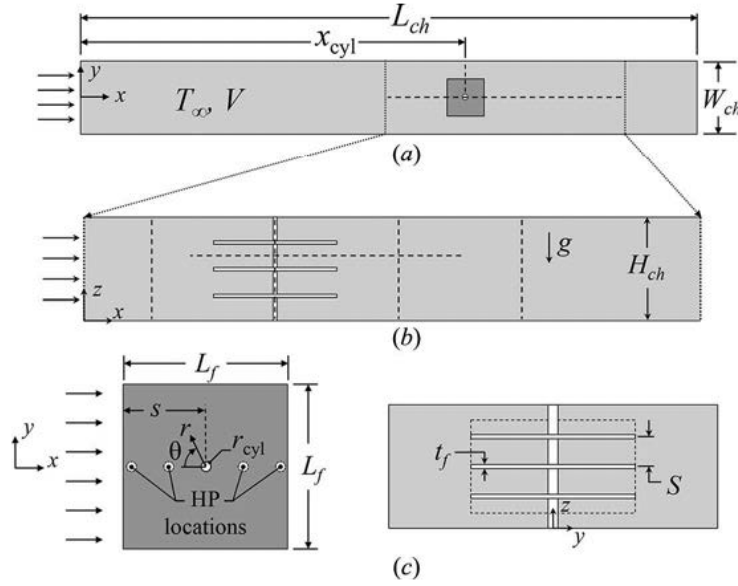 L_ch
x_cyl
y
x
T_∞, V
W_ch
(a)
z
x
g
H_ch
(b)
L_f
s
r
θ
r_cyl
y
x
L_f
HP
locations
t_f
S
z
y
(c)